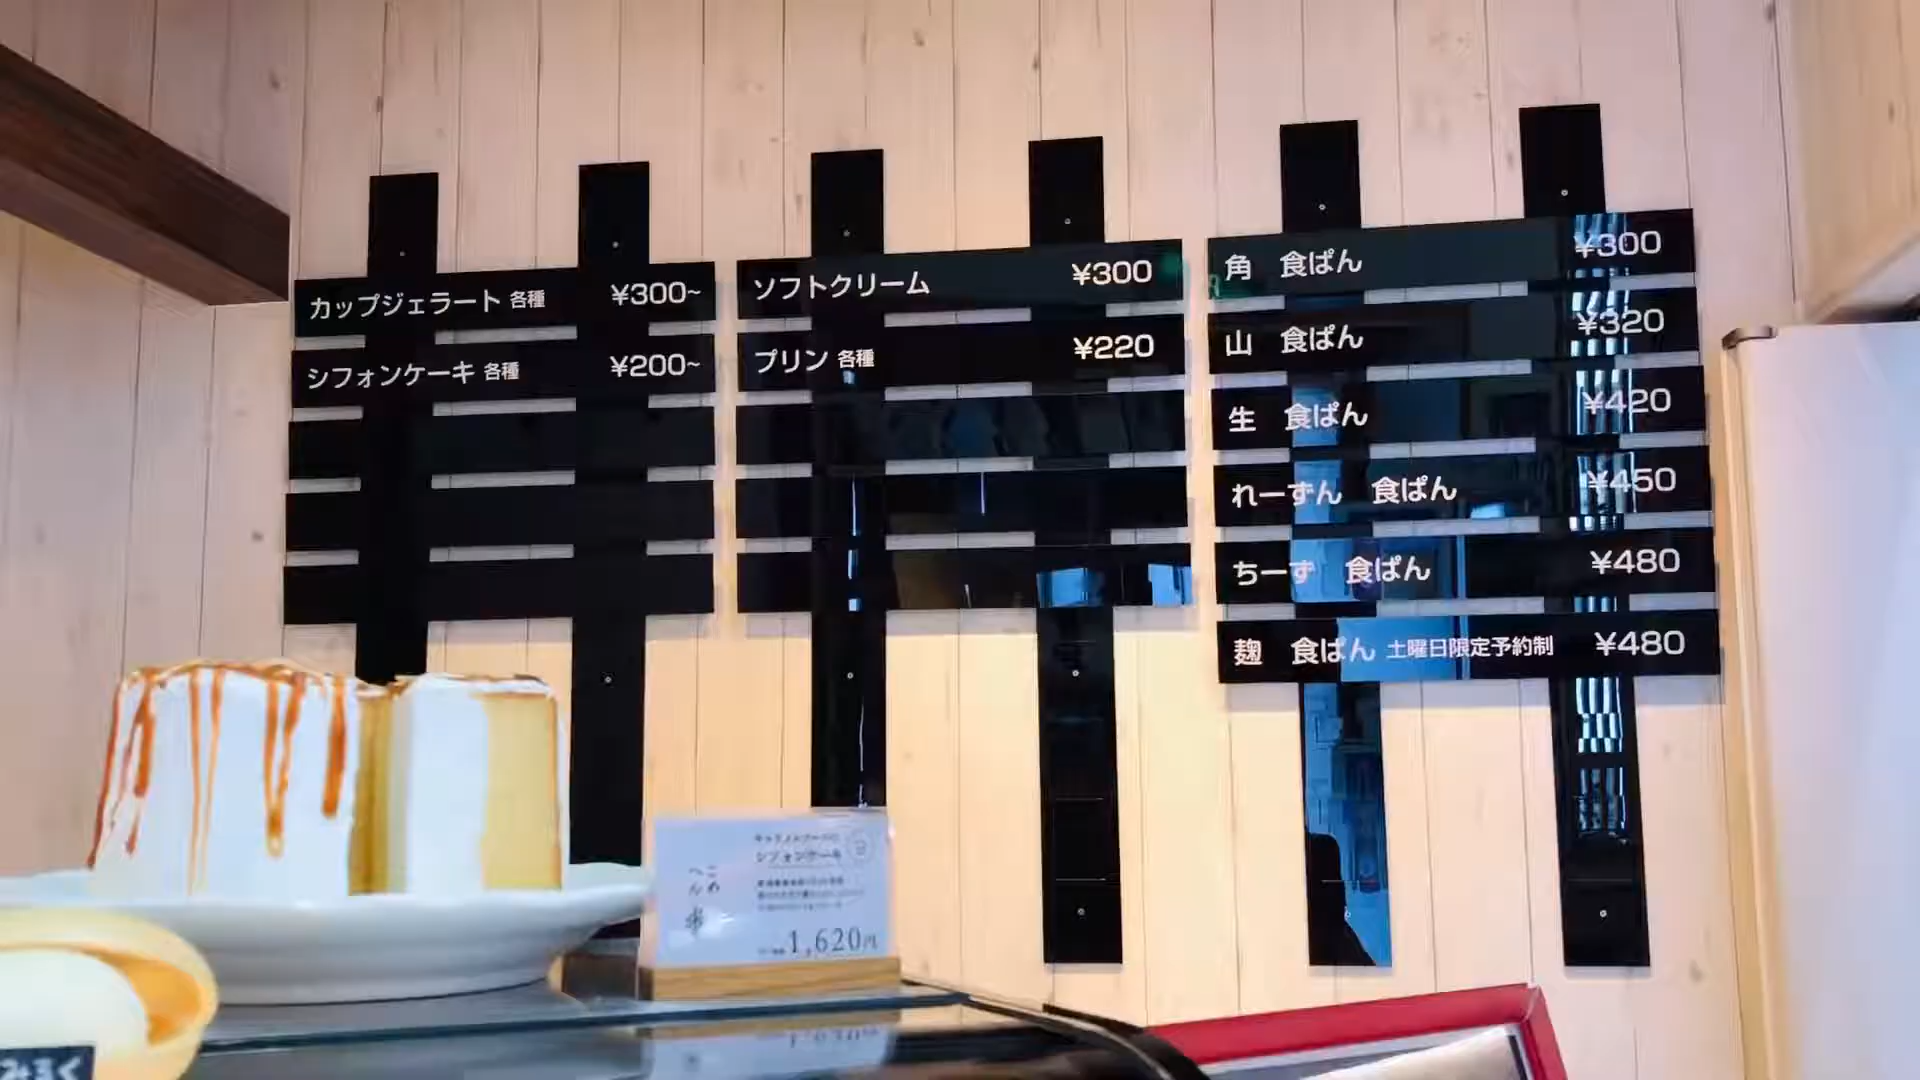 カップジェラート 各種 ¥300~
シフォンケーキ 各種 ¥200~
ソフトクリーム ¥300
プリン 各種 ¥220
角 食ぱん ¥300
山 食ぱん ¥320
生 食ぱん ¥420
れーずん 食ぱん ¥450
ちーず 食ぱん ¥480
麹 食ぱん 土曜日限定予約制 ¥480
シフォンケーキ
1,620円